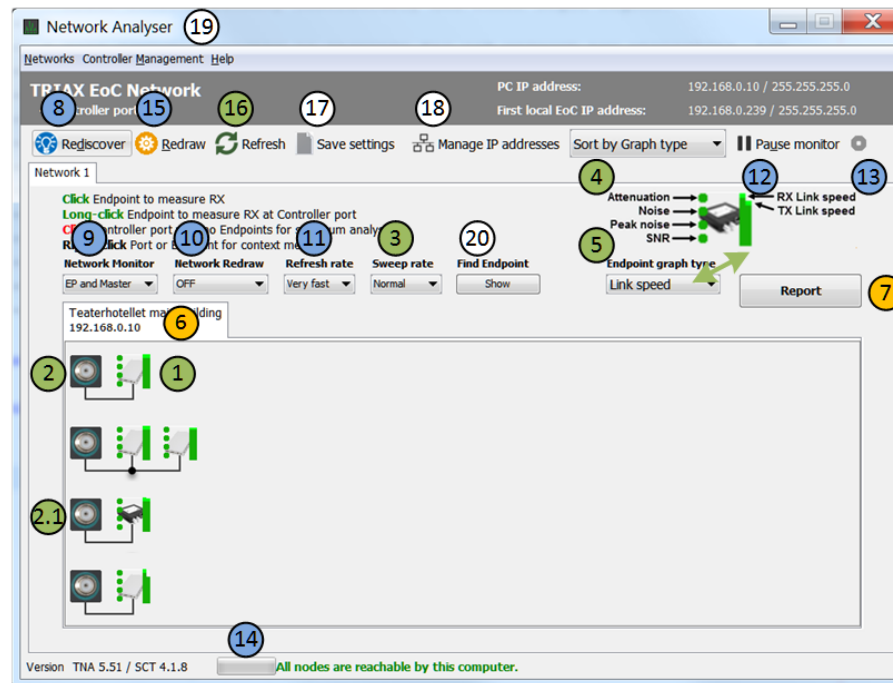 Network Analyser 19
Networks Controller Management Help
TRIAX EoC Network
PC IP address: 192.168.0.10 / 255.255.255.0
First local EoC IP address: 192.168.0.239 / 255.255.255.0
8 15 16 17 18
Rediscover Redraw Refresh Save settings Manage IP addresses Sort by Graph type Pause monitor
Network 1
4 12 13
Click Endpoint to measure RX
Long-click Endpoint to measure RX at Controller port
Attenuation RX Link speed
Noise TX Link speed
Peak noise
SNR
9 10 11 3 20 5
Network Monitor Network Redraw Refresh rate Sweep rate Find Endpoint Endpoint graph type
EP and Master OFF Very fast Normal Show Link speed Report 7
Teaterhotellet
192.168.0.10 6
2 1
2.1
14
Version TNA 5.51 / SCT 4.1.8 All nodes are reachable by this computer.